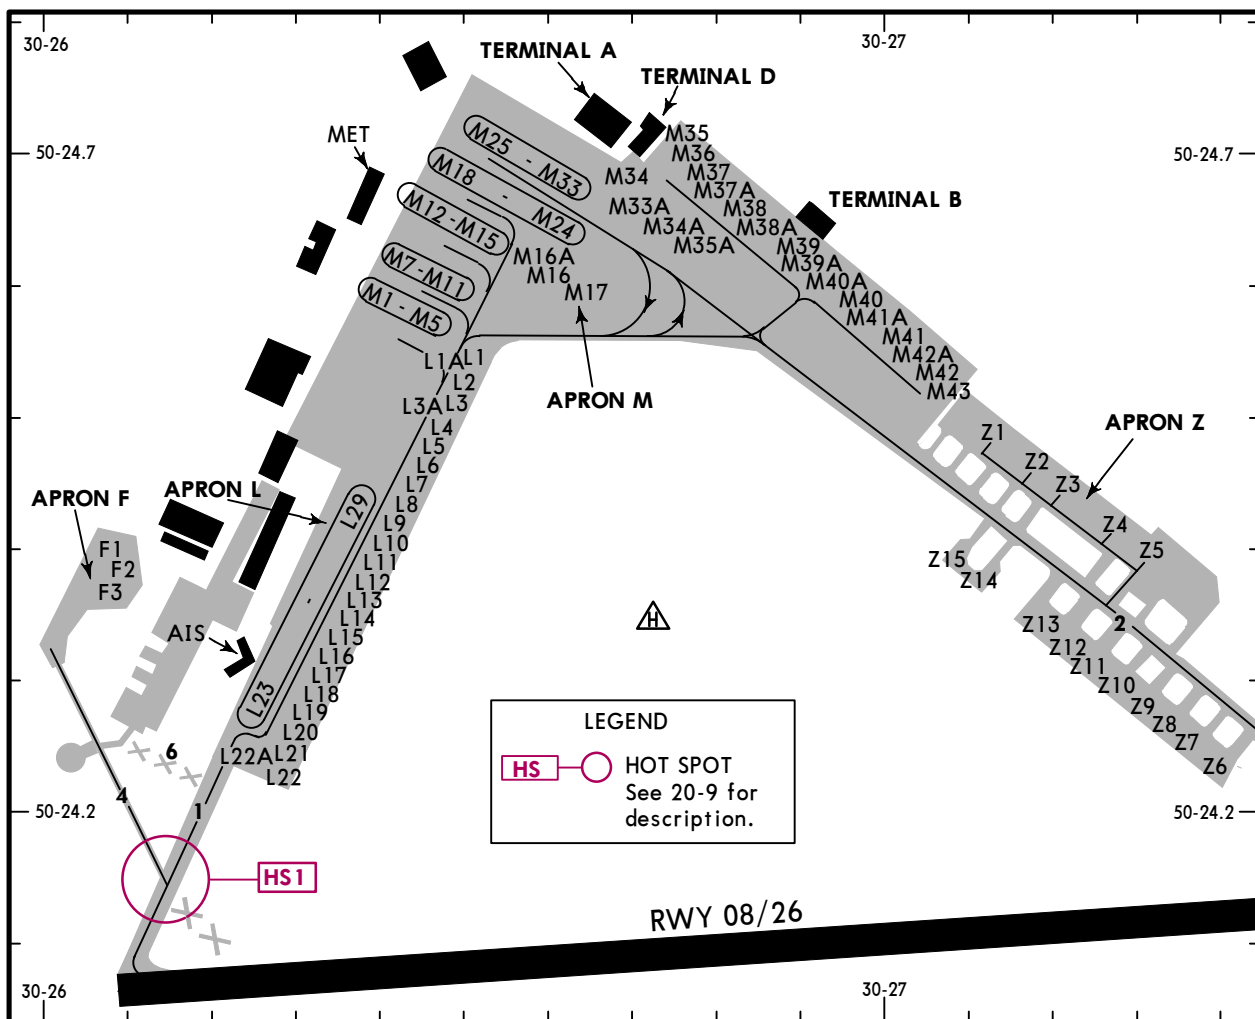 30-26
30-27
TERMINAL A
TERMINAL D
MET
50-24.7
50-24.7
M25 - M33
M18 - M24
M12 - M15
M7 - M11
M1 - M5
M34
M33A
M34A
M35A
M35
M36
M37
M37A
M38
M38A
M39
M39A
M40A
M40
M41A
M41
M42A
M42
M43
TERMINAL B
M16A
M16
M17
APRON M
L1A
L1
L2
L3A
L3
L4
L5
L6
L7
L8
L9
L10
L11
L12
L13
L14
L15
L16
L17
L18
L19
L20
L21
L22A
L22
L29 - L23
APRON F
APRON L
F1
F2
F3
AIS
APRON Z
Z1
Z2
Z3
Z4
Z5
Z15
Z14
Z13
Z12
Z11
Z10
Z9
Z8
Z7
Z6
2
H
6
4
1
LEGEND
HS
HOT SPOT
See 20-9 for
description.
50-24.2
50-24.2
HS1
RWY 08/26
30-26
30-27